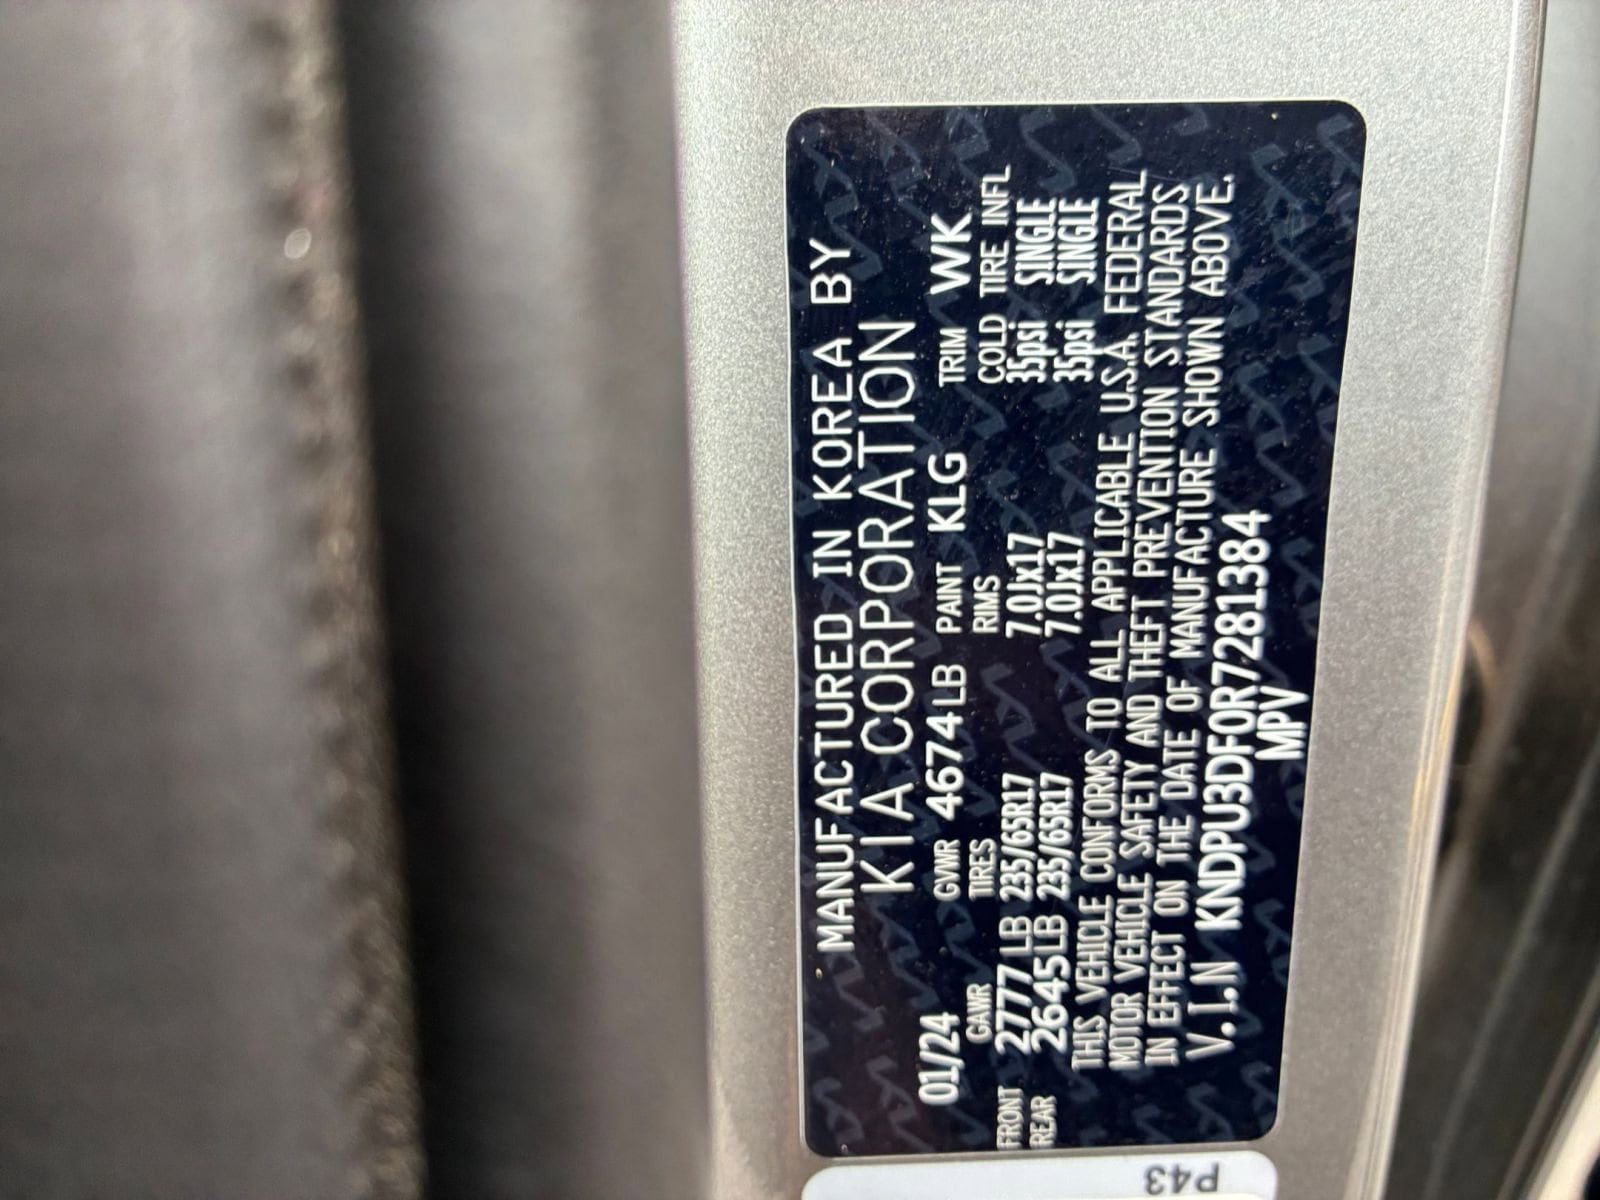 MANUFACTURED IN KOREA BY
KIA CORPORATION
01/24 GVWR 4674LB PAINT KLG TRIM WK
GAWR TIRES RIMS COLD TIRE INFL
FRONT 2777LB 235/65R17 7.0Jx17 35psi SINGLE
REAR 2645LB 235/65R17 7.0Jx17 35psi SINGLE
THIS VEHICLE CONFORMS TO ALL APPLICABLE U.S.A. FEDERAL
MOTOR VEHICLE SAFETY AND THEFT PREVENTION STANDARDS
IN EFFECT ON THE DATE OF MANUFACTURE SHOWN ABOVE.
V.I.N KNDPU3DF0R7281384
MPV
P43